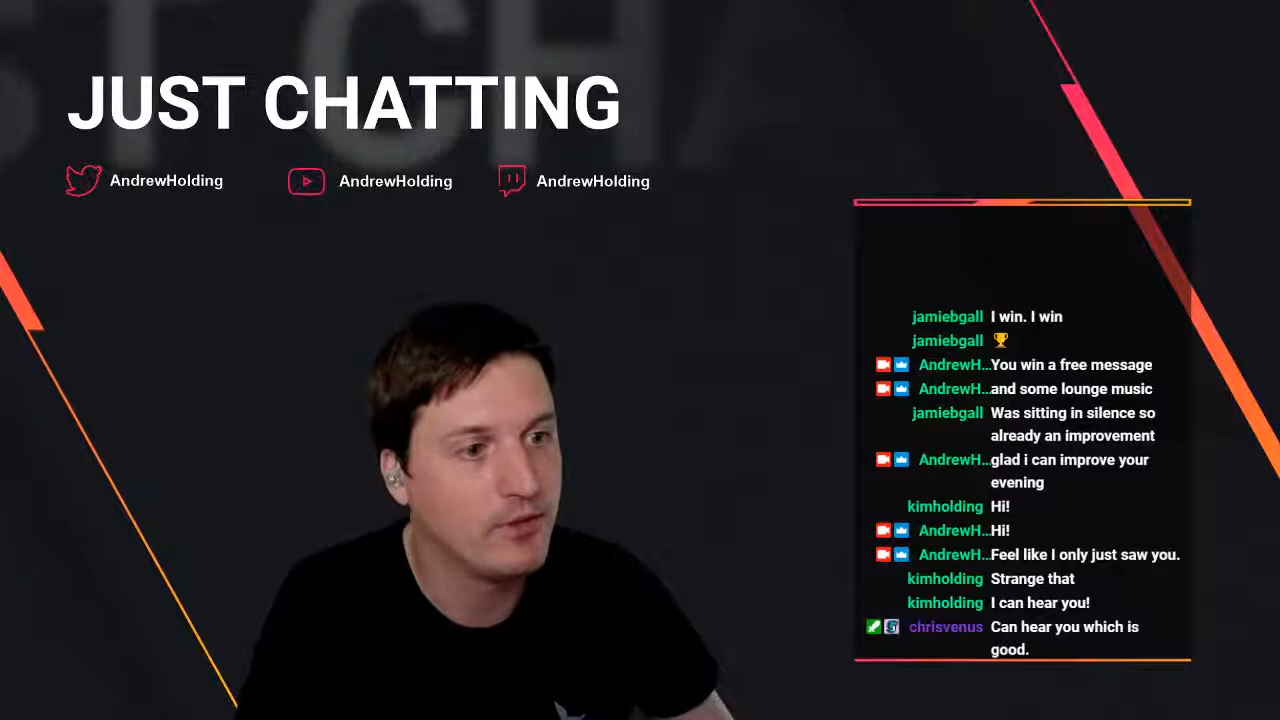 JUST CHATTING
AndrewHolding AndrewHolding AndrewHolding
jamiebgall I win. I win
jamiebgall 🏆
AndrewH...You win a free message
AndrewH...and some lounge music
jamiebgall Was sitting in silence so
already an improvement
AndrewH...glad i can improve your
evening
kimholding Hi!
AndrewH...Hi!
AndrewH...Feel like I only just saw you.
kimholding Strange that
kimholding I can hear you!
chrisvenus Can hear you which is
good.